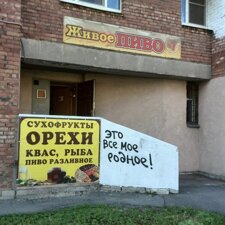 Живое ПИВО
СУХОФРУКТЫ
ОРЕХИ
КВАС, РЫБА
ПИВО РАЗЛИВНОЕ
ЭТО
ВСЕ МОЕ
РОДНОЕ!